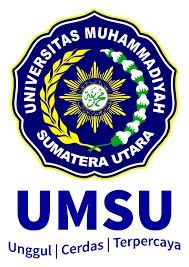 UNIVERSITAS MUHAMMADIYAH
SUMATERA UTARA
UMSU
Unggul | Cerdas | Terpercaya